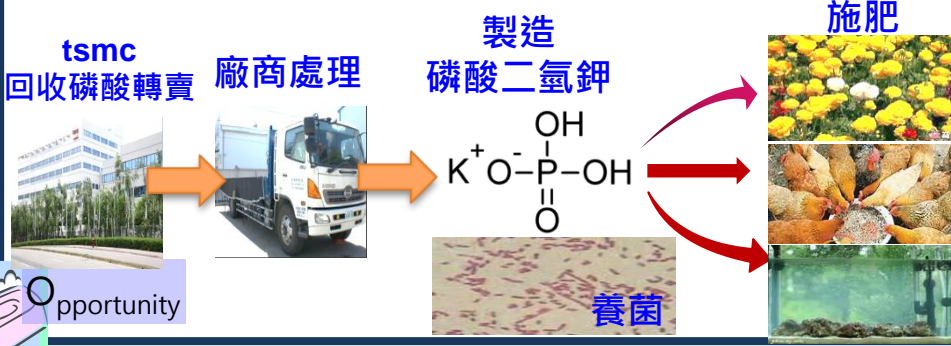 tsmc
回收磷酸轉賣
廠商處理
製造
磷酸二氫鉀
施肥
OH
K⁺ O⁻–P–OH
O
養菌
Opportunity